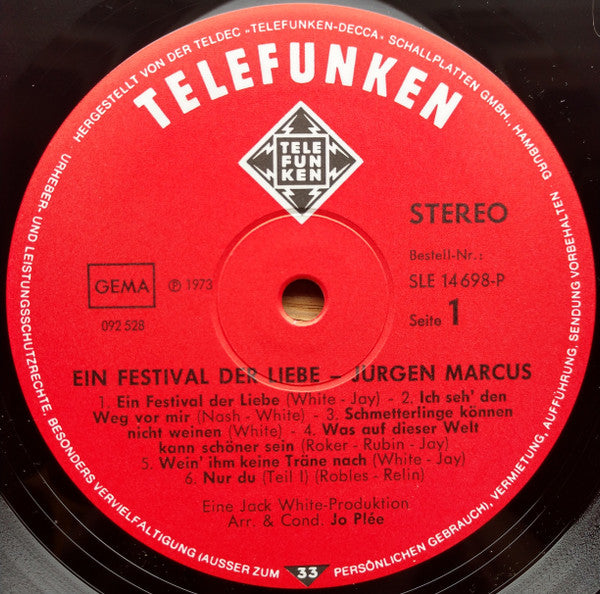 HERGESTELLT VON DER TELDEC »TELEFUNKEN-DECCA« SCHALLPLATTEN GMBH., HAMBURG
TELEFUNKEN
TELE
FUN
KEN
STEREO
Bestell-Nr.:
SLE 14 698-P
Seite 1
GEMA
℗ 1973
092 528
EIN FESTIVAL DER LIEBE – JÜRGEN MARCUS
1. Ein Festival der Liebe (White - Jay) - 2. Ich seh' den
Weg vor mir (Nash - White) - 3. Schmetterlinge können
nicht weinen (White) - 4. Was auf dieser Welt
kann schöner sein (Roker - Rubin - Jay)
5. Wein' ihm keine Träne nach (White - Jay)
6. Nur du (Teil 1) (Robles - Relin)
Eine Jack White-Produktion
Arr. & Cond. Jo Plée
URHEBER- UND LEISTUNGSSCHUTZRECHTE, BESONDERS VERVIELFÄLTIGUNG (AUSSER ZUM PERSÖNLICHEN GEBRAUCH), VERMIETUNG, AUFFÜHRUNG, SENDUNG VORBEHALTEN
33